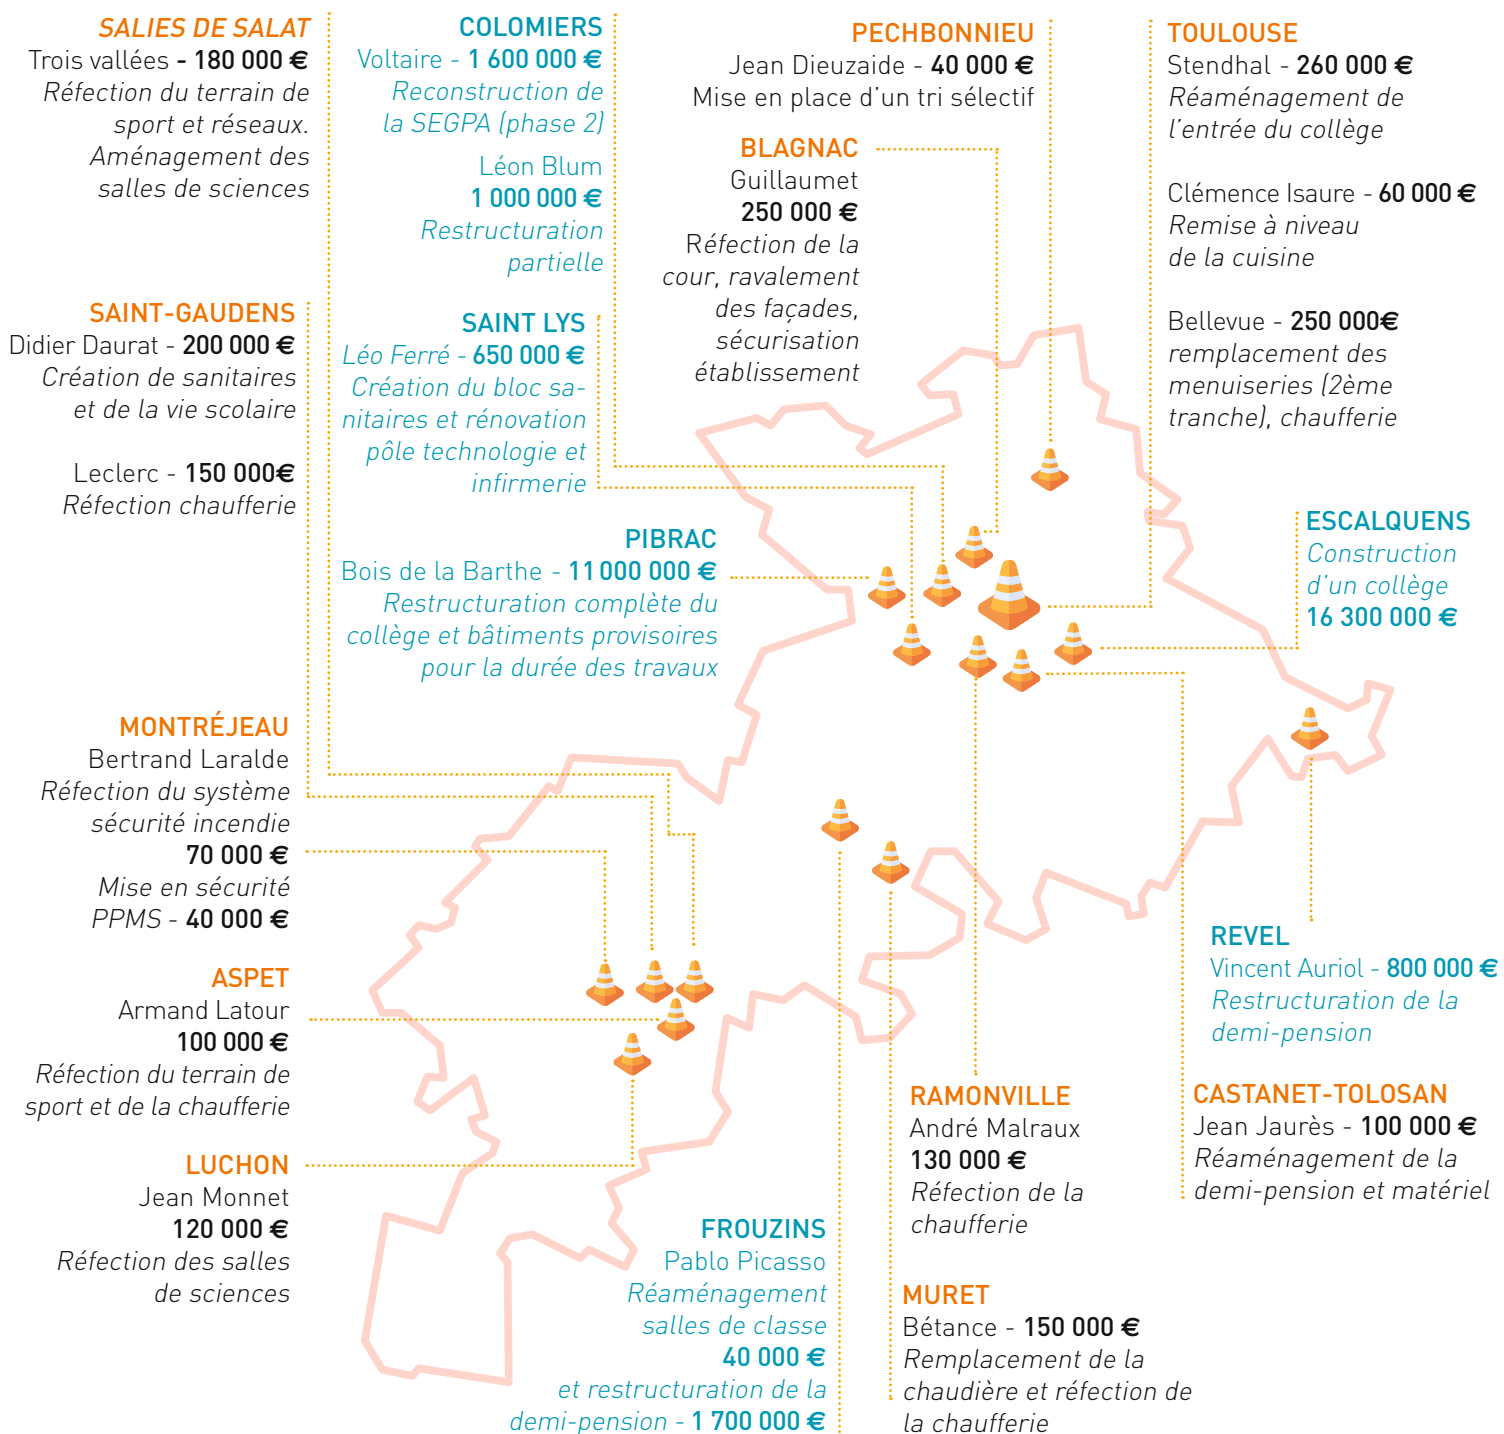 SALIES DE SALAT
Trois vallées - 180 000 €
Réfection du terrain de
sport et réseaux.
Aménagement des
salles de sciences
COLOMIERS
Voltaire - 1 600 000 €
Reconstruction de
la SEGPA (phase 2)
Léon Blum
1 000 000 €
Restructuration
partielle
PECHBONNIEU
Jean Dieuzaide - 40 000 €
Mise en place d’un tri sélectif
BLAGNAC
Guillaumet
250 000 €
Réfection de la
cour, ravalement
des façades,
sécurisation
établissement
TOULOUSE
Stendhal - 260 000 €
Réaménagement de
l’entrée du collège
Clémence Isaure - 60 000 €
Remise à niveau
de la cuisine
Bellevue - 250 000€
remplacement des
menuiseries (2ème
tranche), chaufferie
SAINT-GAUDENS
Didier Daurat - 200 000 €
Création de sanitaires
et de la vie scolaire
Leclerc - 150 000€
Réfection chaufferie
SAINT LYS
Léo Ferré - 650 000 €
Création du bloc sa-
nitaires et rénovation
pôle technologie et
infirmerie
PIBRAC
Bois de la Barthe - 11 000 000 €
Restructuration complète du
collège et bâtiments provisoires
pour la durée des travaux
ESCALQUENS
Construction
d’un collège
16 300 000 €
MONTRÉJEAU
Bertrand Laralde
Réfection du système
sécurité incendie
70 000 €
Mise en sécurité
PPMS - 40 000 €
ASPET
Armand Latour
100 000 €
Réfection du terrain de
sport et de la chaufferie
LUCHON
Jean Monnet
120 000 €
Réfection des salles
de sciences
REVEL
Vincent Auriol - 800 000 €
Restructuration de la
demi-pension
RAMONVILLE
André Malraux
130 000 €
Réfection de la
chaufferie
CASTANET-TOLOSAN
Jean Jaurès - 100 000 €
Réaménagement de la
demi-pension et matériel
FROUZINS
Pablo Picasso
Réaménagement
salles de classe
40 000 €
et restructuration de la
demi-pension - 1 700 000 €
MURET
Bétance - 150 000 €
Remplacement de la
chaudière et réfection de
la chaufferie